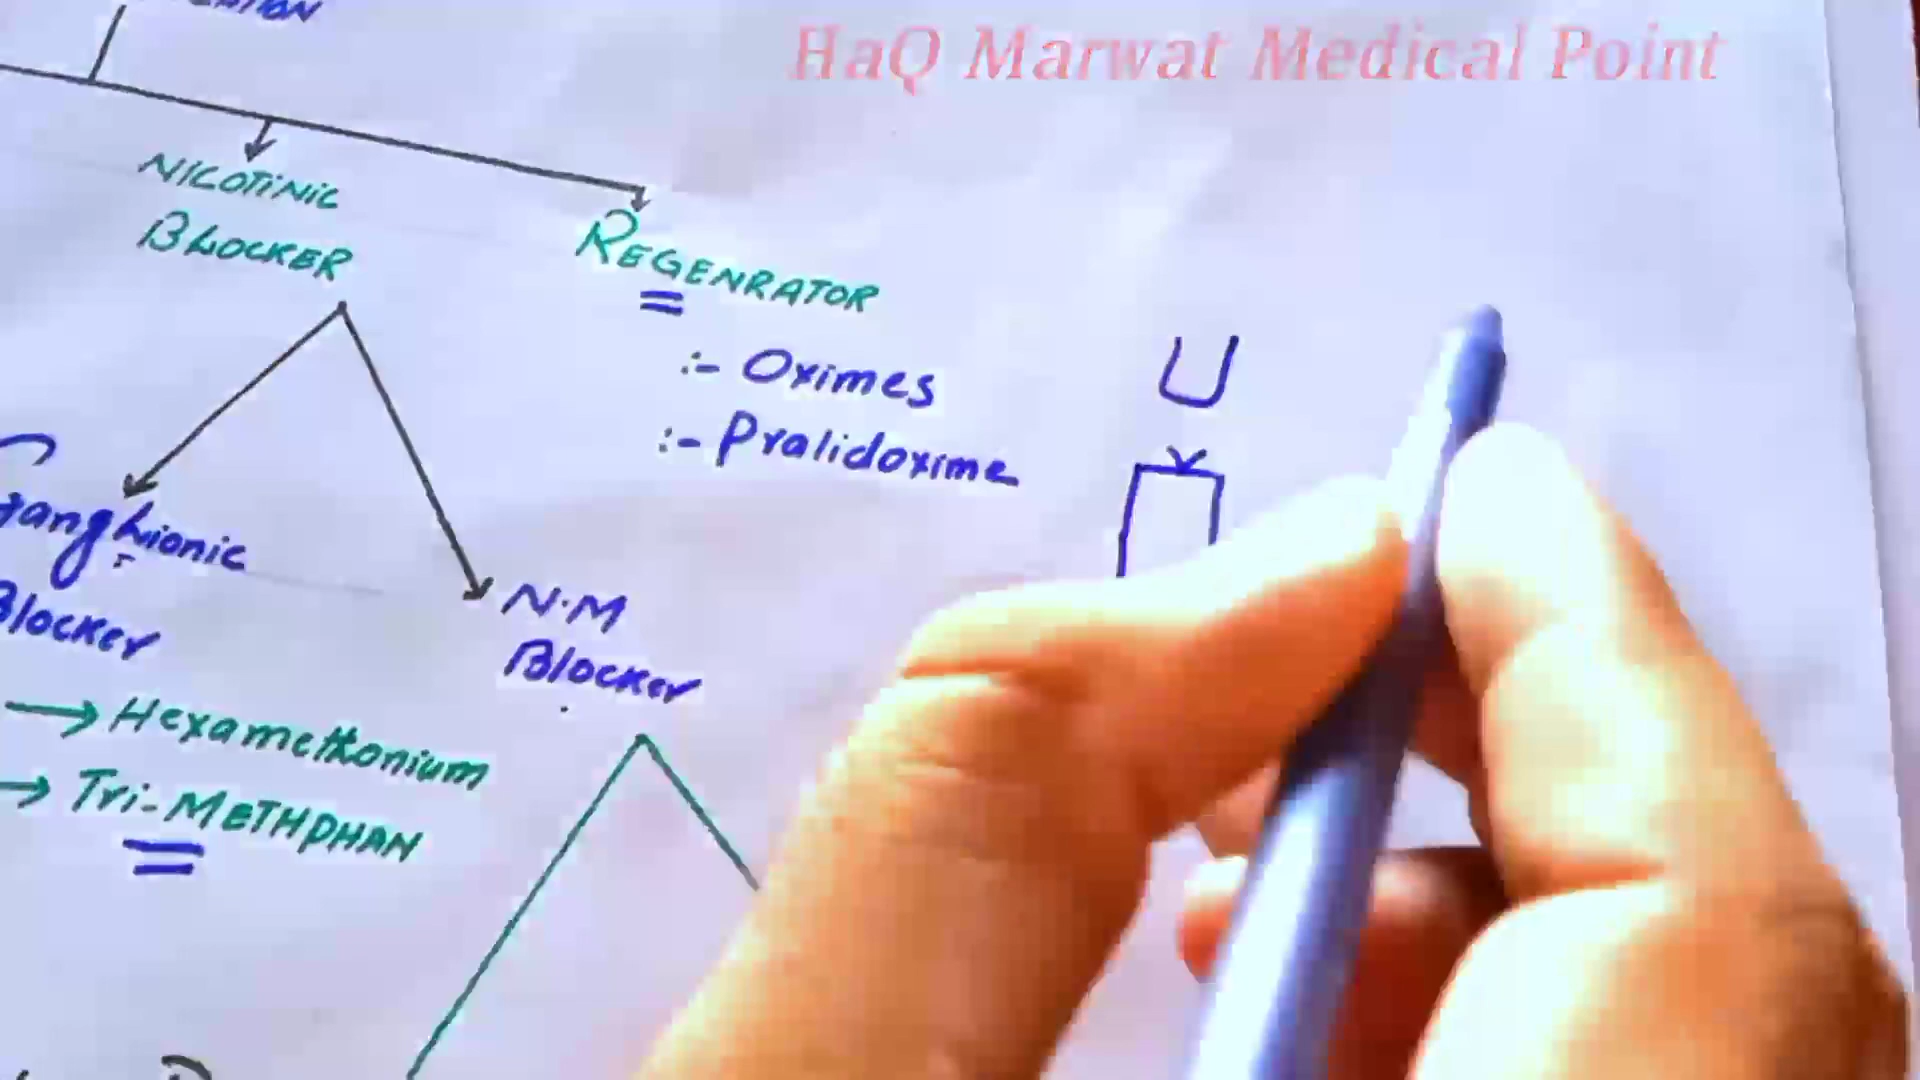 HaQ Marwat Medical Point
NICOTINIC
BLOCKER
REGENRATOR
:- Oximes
:- Pralidoxime
GangLionic
Blocker
N.M
Blocker
→ Hexamethonium
→ Tri-METHPHAN